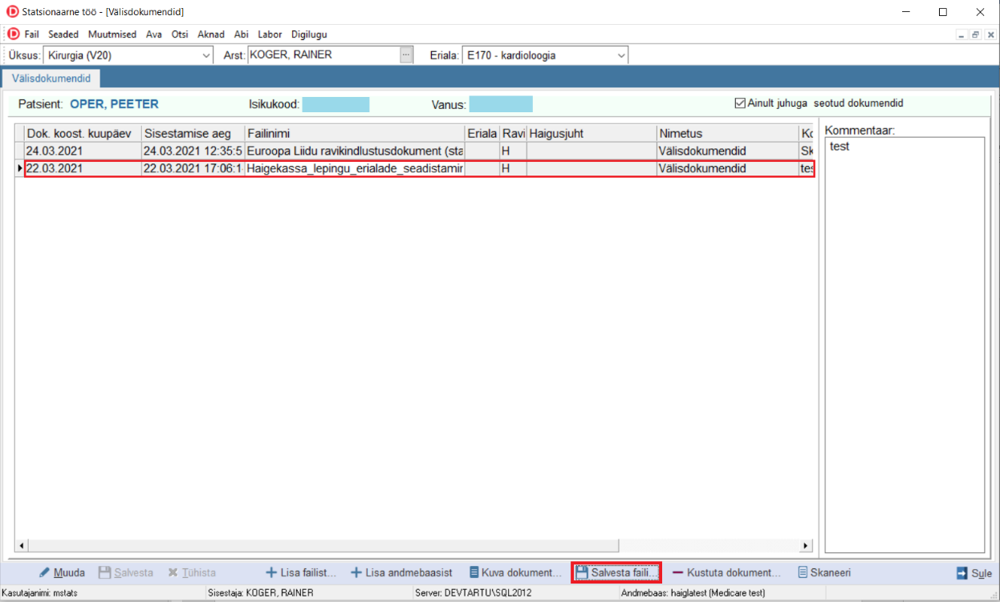 Statsionaarne töö - [Välisdokumendid]
Fail Seaded Muutmised Ava Otsi Aknad Abi Labor Digilugu
Üksus: Kirurgia (V20) Arst: KOGER, RAINER ... Eriala: E170 - kardioloogia
Välisdokumendid
Patsient: OPER, PEETER Isikukood: Vanus: Ainult juhuga seotud dokumendid
Dok. koost. kuupäev Sisestamise aeg Failinimi Eriala Ravi Haigusjuht Nimetus Ko Kommentaar:
24.03.2021 24.03.2021 12:35:5 Euroopa Liidu ravikindlustusdokument (sta H Välisdokumendid Sk test
22.03.2021 22.03.2021 17:06:1 Haigekassa_lepingu_erialade_seadistamir H Välisdokumendid tes
Muuda Salvesta Tühista Lisa failist... Lisa andmebaasist Kuva dokument... Salvesta faili... Kustuta dokument... Skaneeri Sule
Kasutajanimi: mstats Sisestaja: KOGER, RAINER Server: DEVTARTU\SQL2012 Andmebaas: haiglatest (Medicare test)